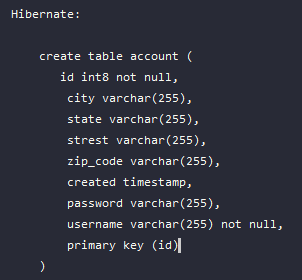 Hibernate:
create table account (
id int8 not null,
city varchar(255),
state varchar(255),
strest varchar(255),
zip_code varchar(255),
created timestamp,
password varchar(255),
username varchar(255) not null,
primary key (id)
)